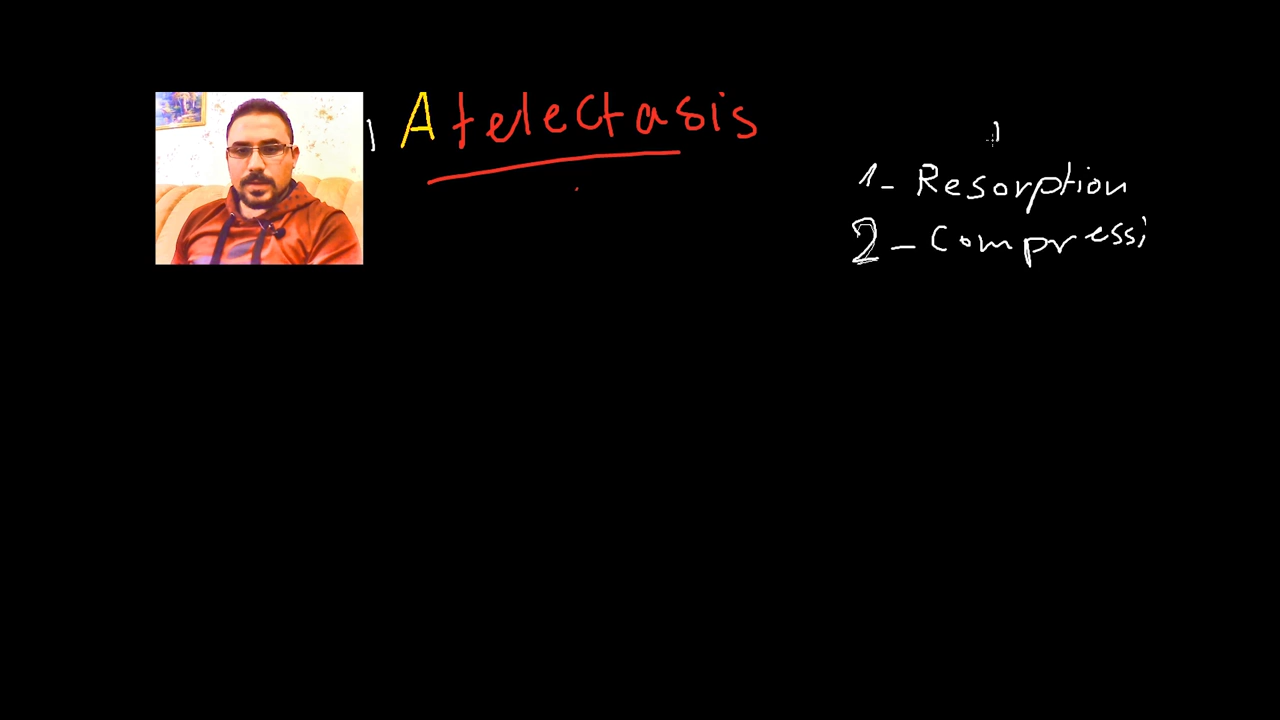 Atelectasis
1- Resorption
2- Compressi